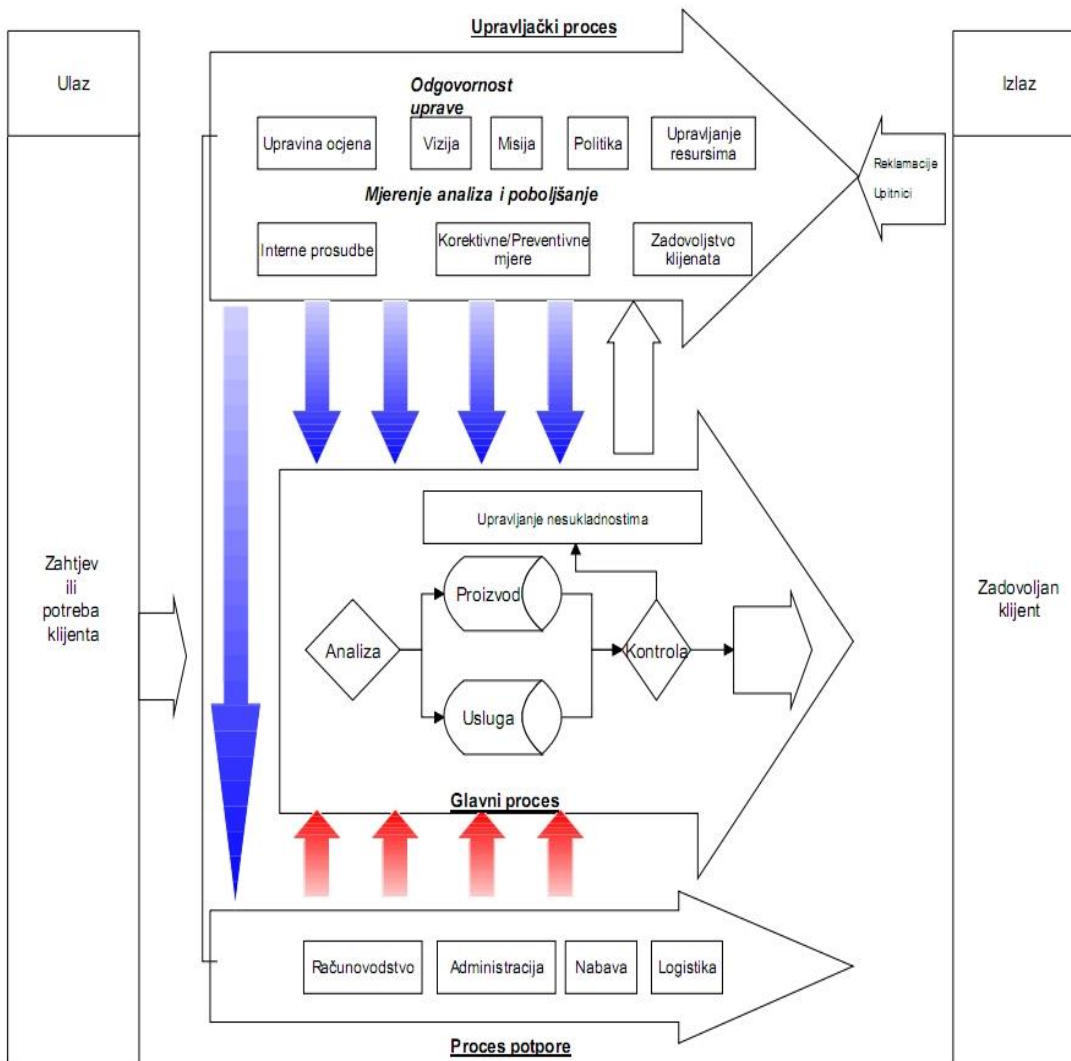 Upravljački proces
Ulaz
Izlaz
Odgovornost
uprave
Upravina ocjena
Vizija
Misija
Politika
Upravljanje
resursima
Reklamacije
Upitnici
Mjerenje analiza i poboljšanje
Interne prosudbe
Korektivne/Preventivne
mjere
Zadovoljstvo
klijenata
Upravljanje nesukladnostima
Zahtjev
ili
potreba
klijenta
Proizvod
Analiza
Kontrola
Usluga
Zadovoljan
klijent
Glavni proces
Računovodstvo
Administracija
Nabava
Logistika
Proces potpore